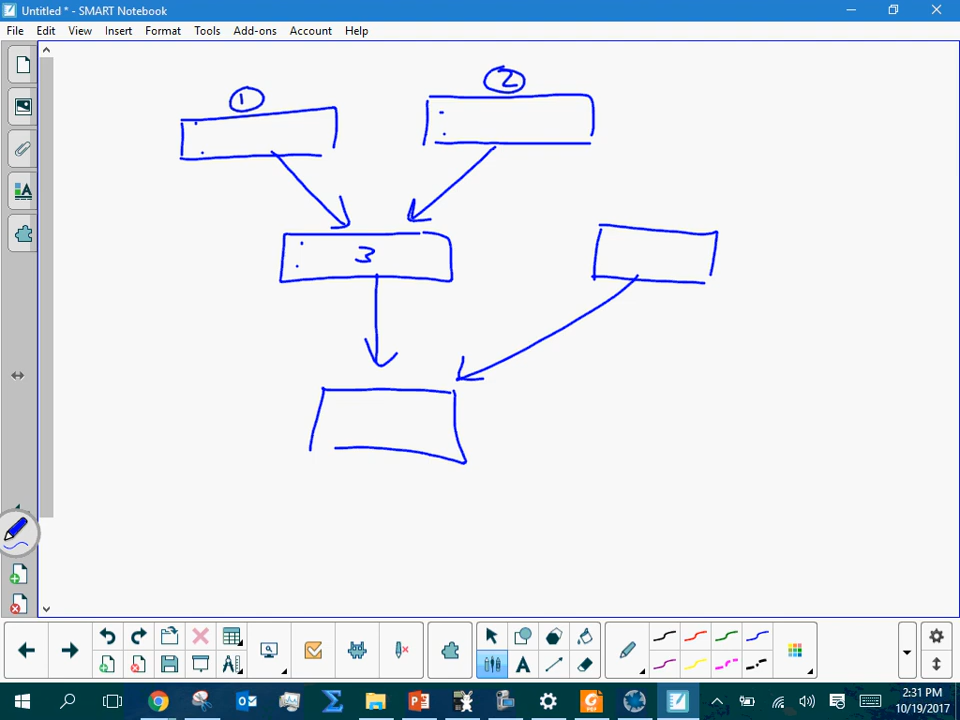 Untitled * - SMART Notebook
File Edit View Insert Format Tools Add-ons Account Help
1
2
3
2:31 PM
10/19/2017